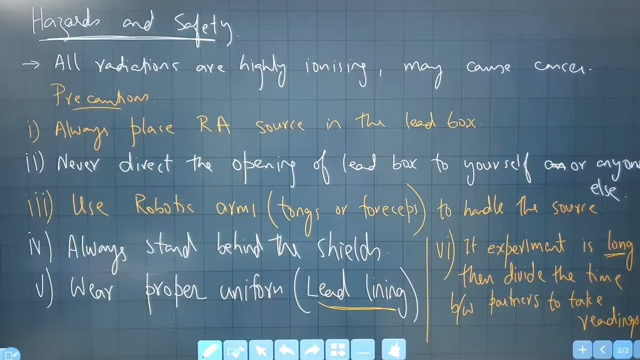 Hazards and Safety.
→ All radiations are highly ionising, may cause cancer.
Precautions.
i) Always place RA source in the lead box
ii) Never direct the opening of lead box to yourself or anyone
else.
iii) Use Robotic arms (tongs or foreceps) to handle the source
iv) Always stand behind the shields.
v) Wear proper uniform (Lead lining)
vi) If experiment is long
then divide the time
b/w partners to take
readings
2/2